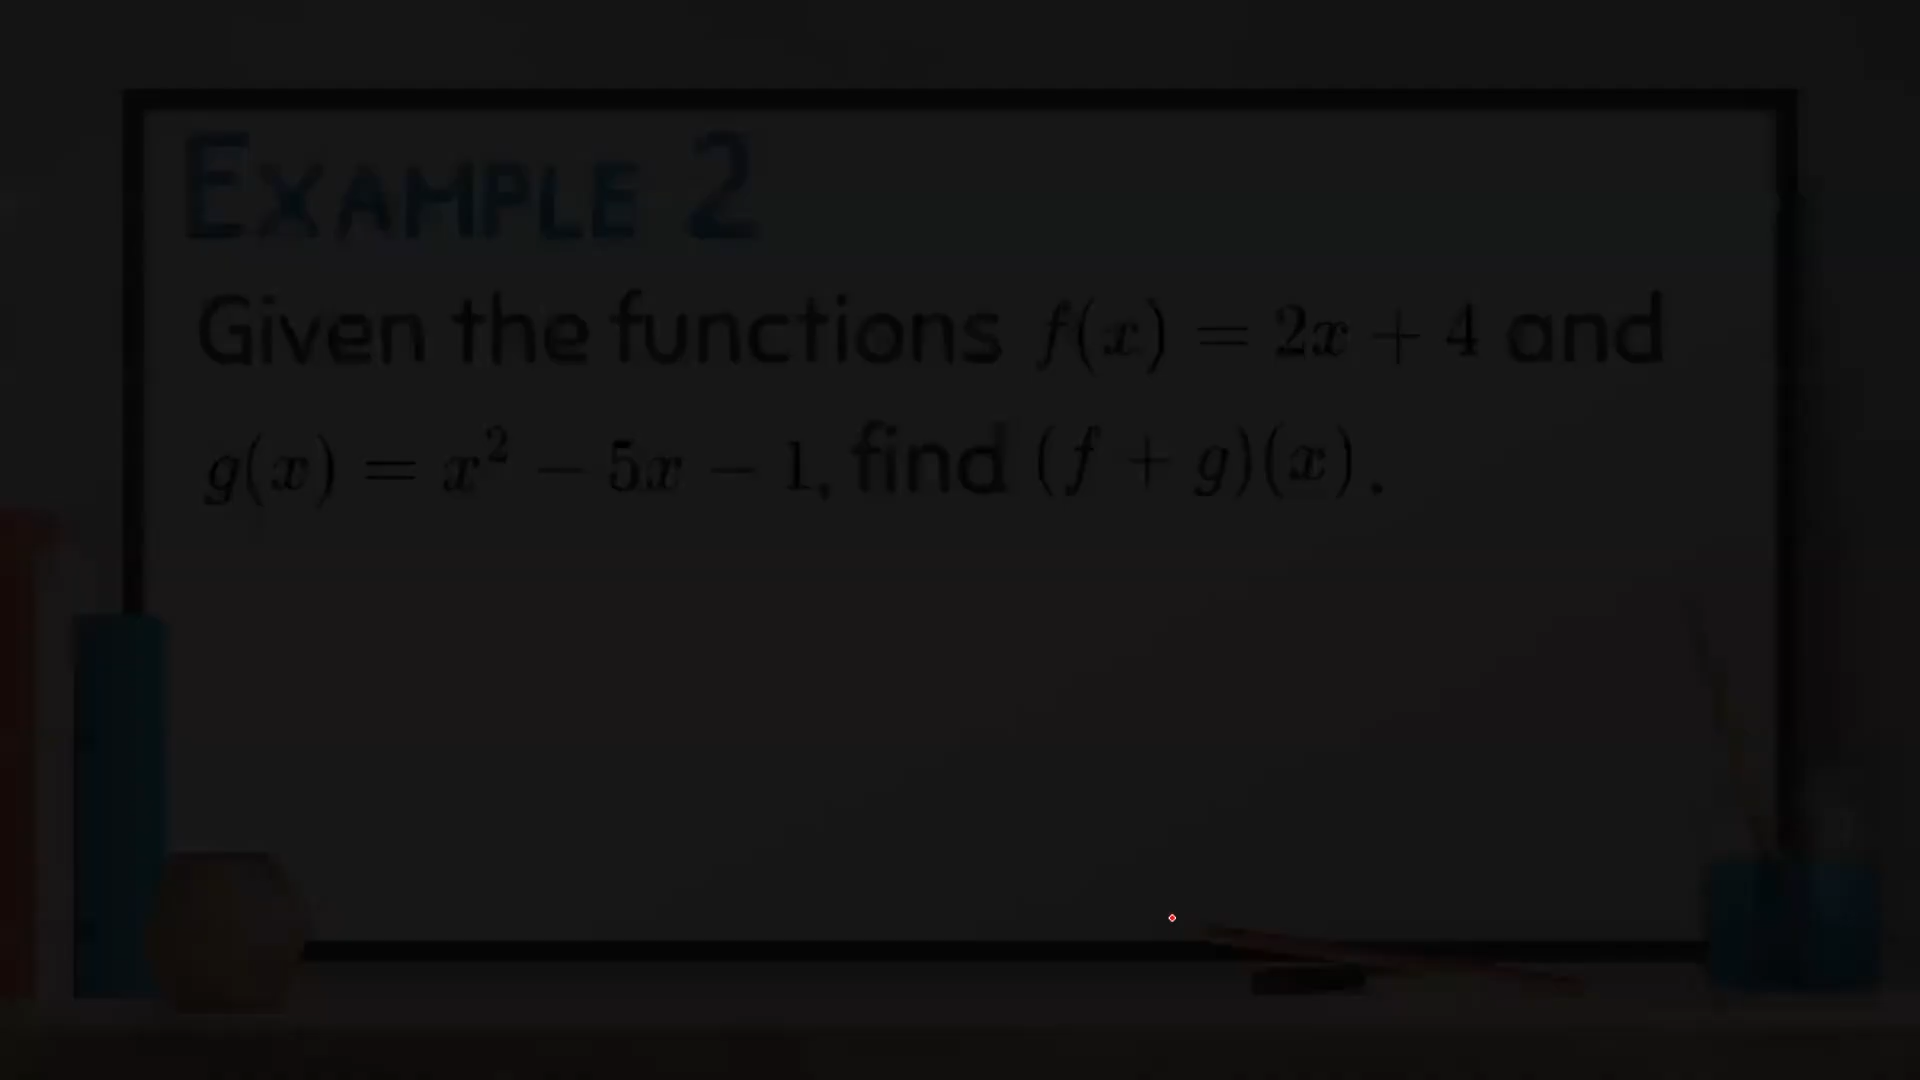 EXAMPLE 2
Given the functions f(x) = 2x + 4 and
g(x) = x² − 5x − 1, find (f + g)(x).